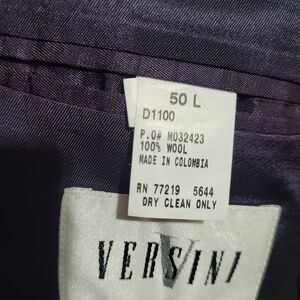 50 L
D1100
P.O# M032423
100% WOOL
MADE IN COLOMBIA
RN 77219 5644
DRY CLEAN ONLY
V
VERSINI